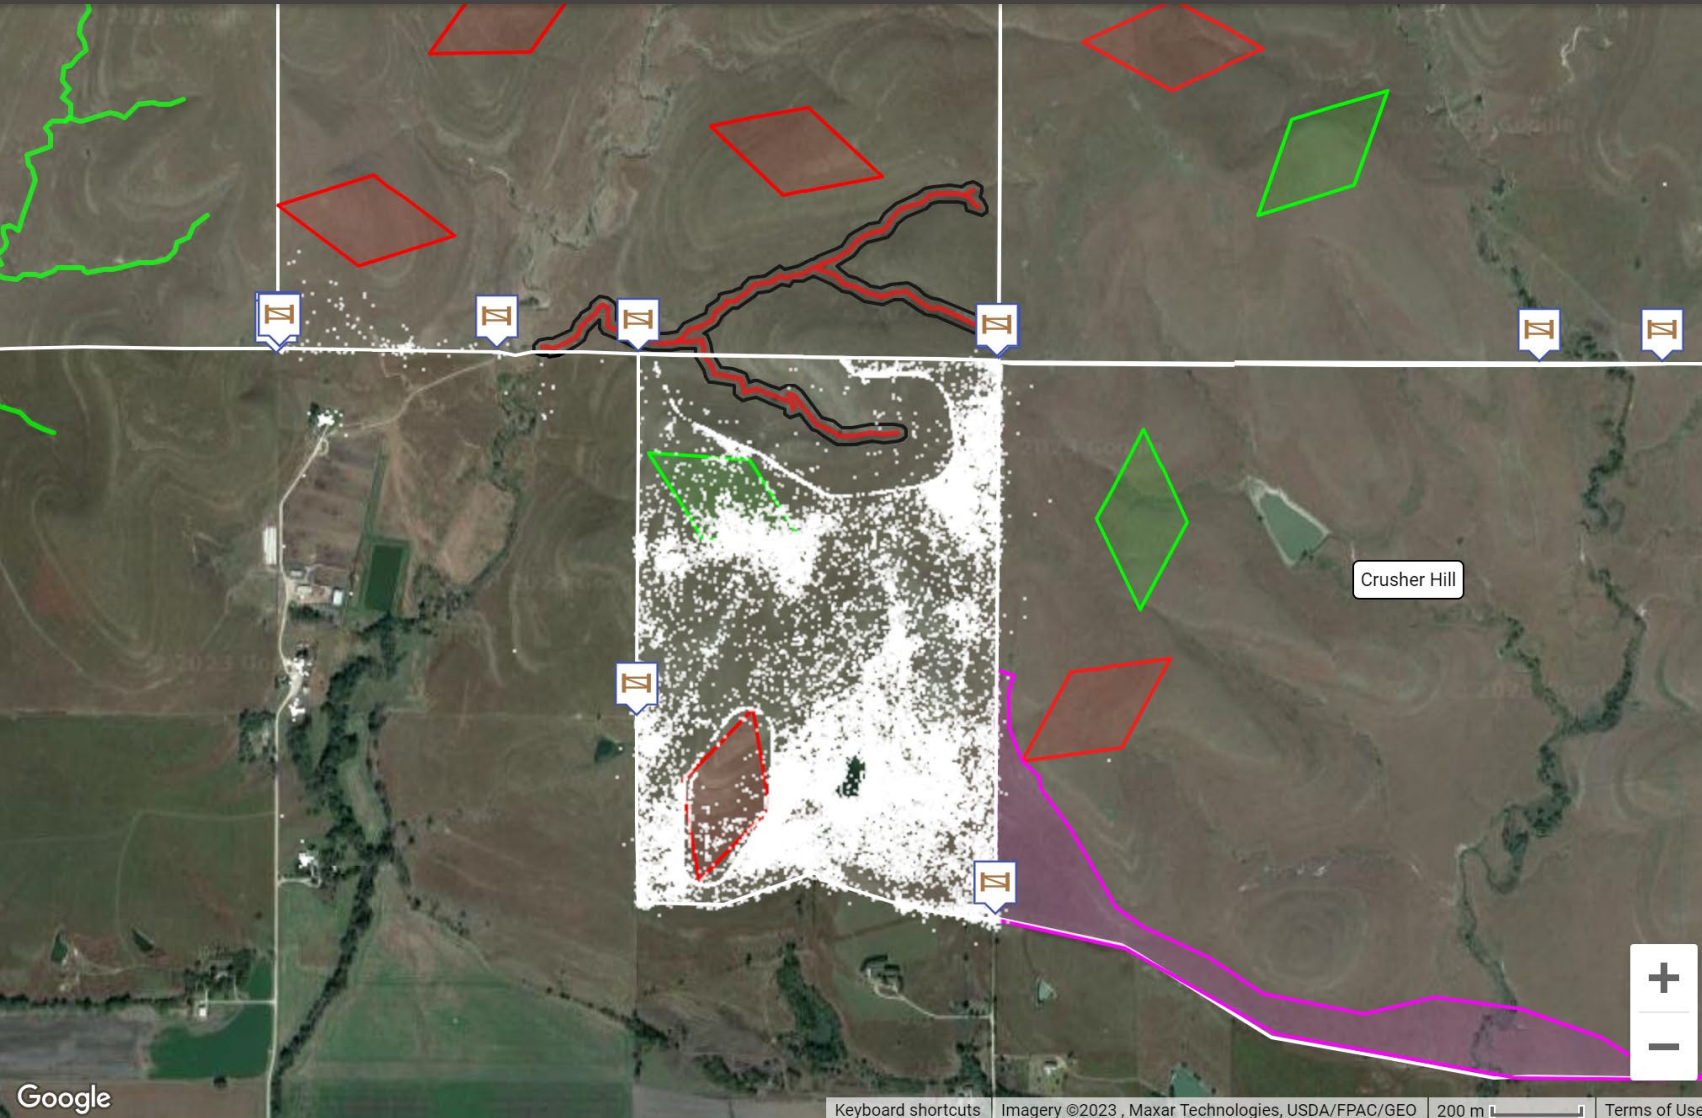 Crusher Hill
Google
Keyboard shortcuts
Imagery ©2023 , Maxar Technologies, USDA/FPAC/GEO
200 m
Terms of Use